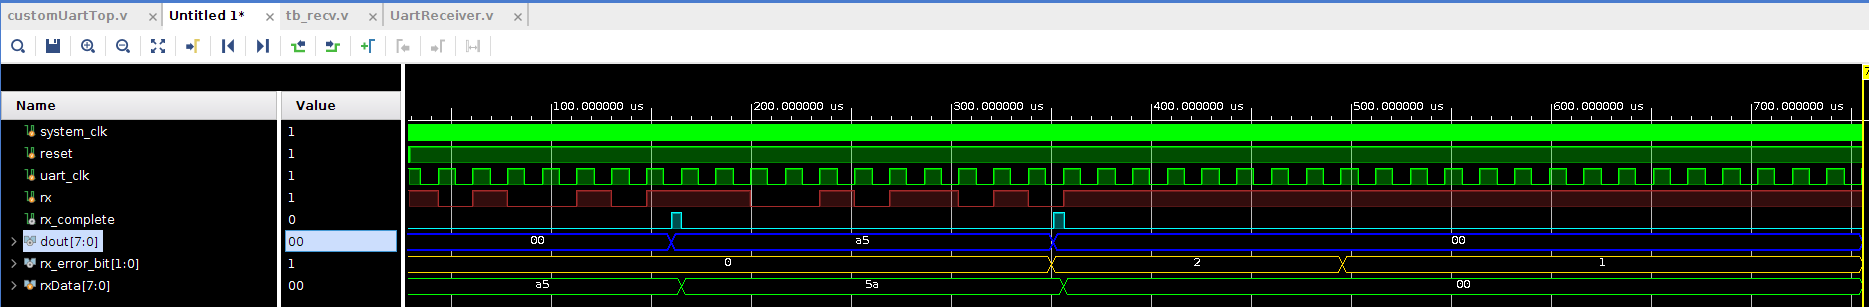 customUartTop.v × Untitled 1* × tb_recv.v × UartReceiver.v ×
Name Value
100.000000 us 200.000000 us 300.000000 us 400.000000 us 500.000000 us 600.000000 us 700.000000 us
system_clk 1
reset 1
uart_clk 1
rx 1
rx_complete 0
dout[7:0] 00 00 a5 00
rx_error_bit[1:0] 1 0 2 1
rxData[7:0] 00 a5 5a 00